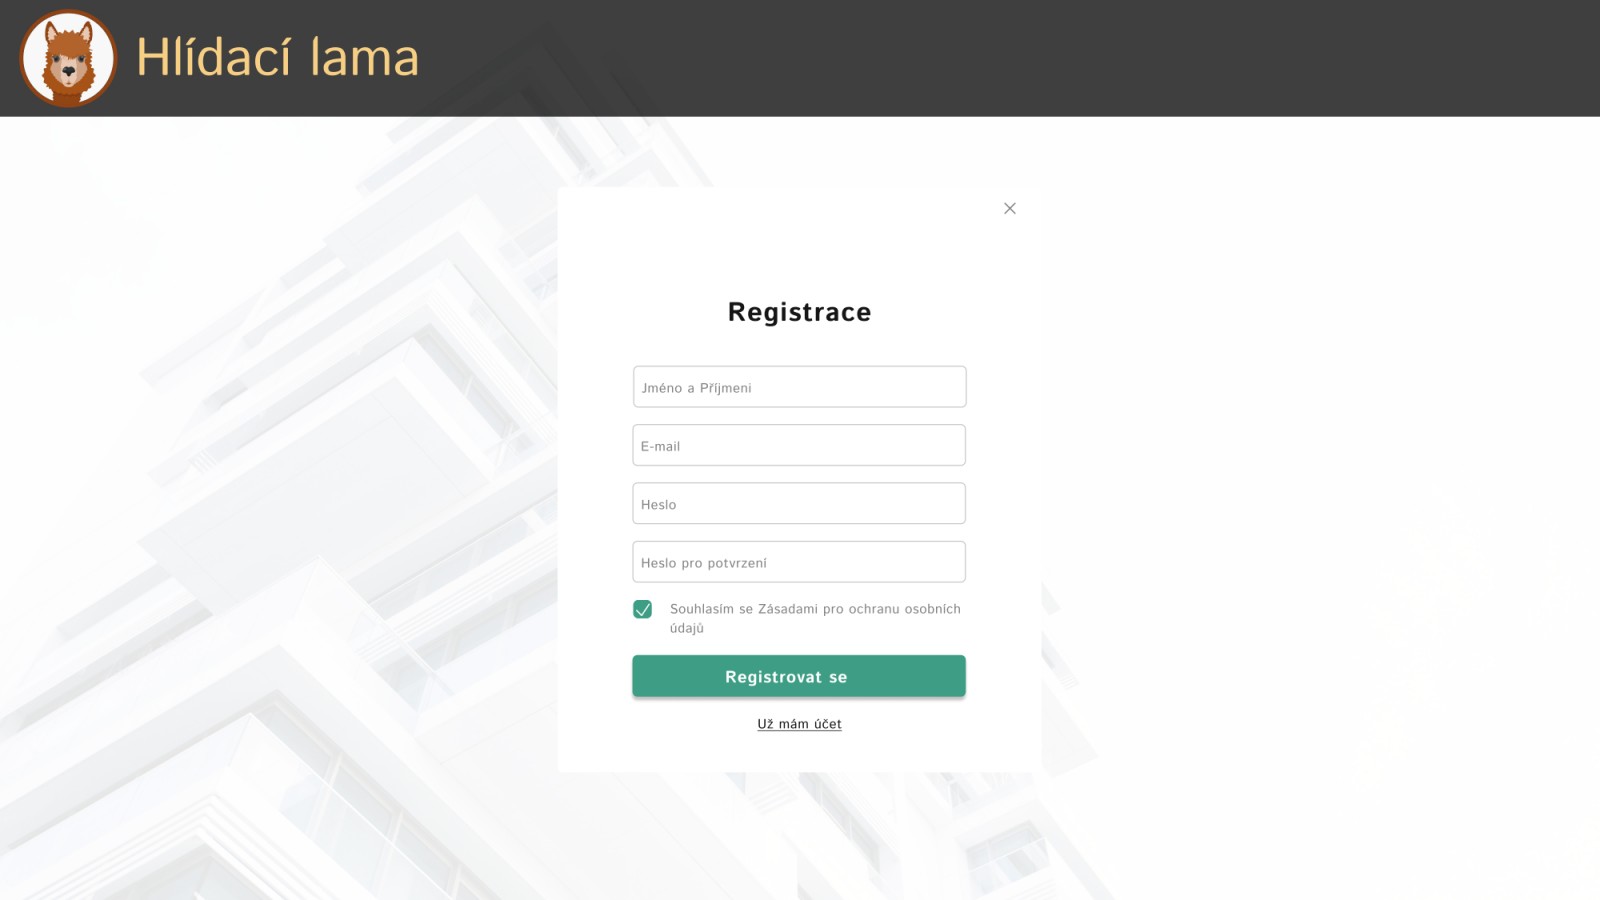 Hlídací lama
Registrace
Jméno a Příjmeni
E-mail
Heslo
Heslo pro potvrzení
Souhlasím se Zásadami pro ochranu osobních
údajů
Registrovat se
Už mám účet